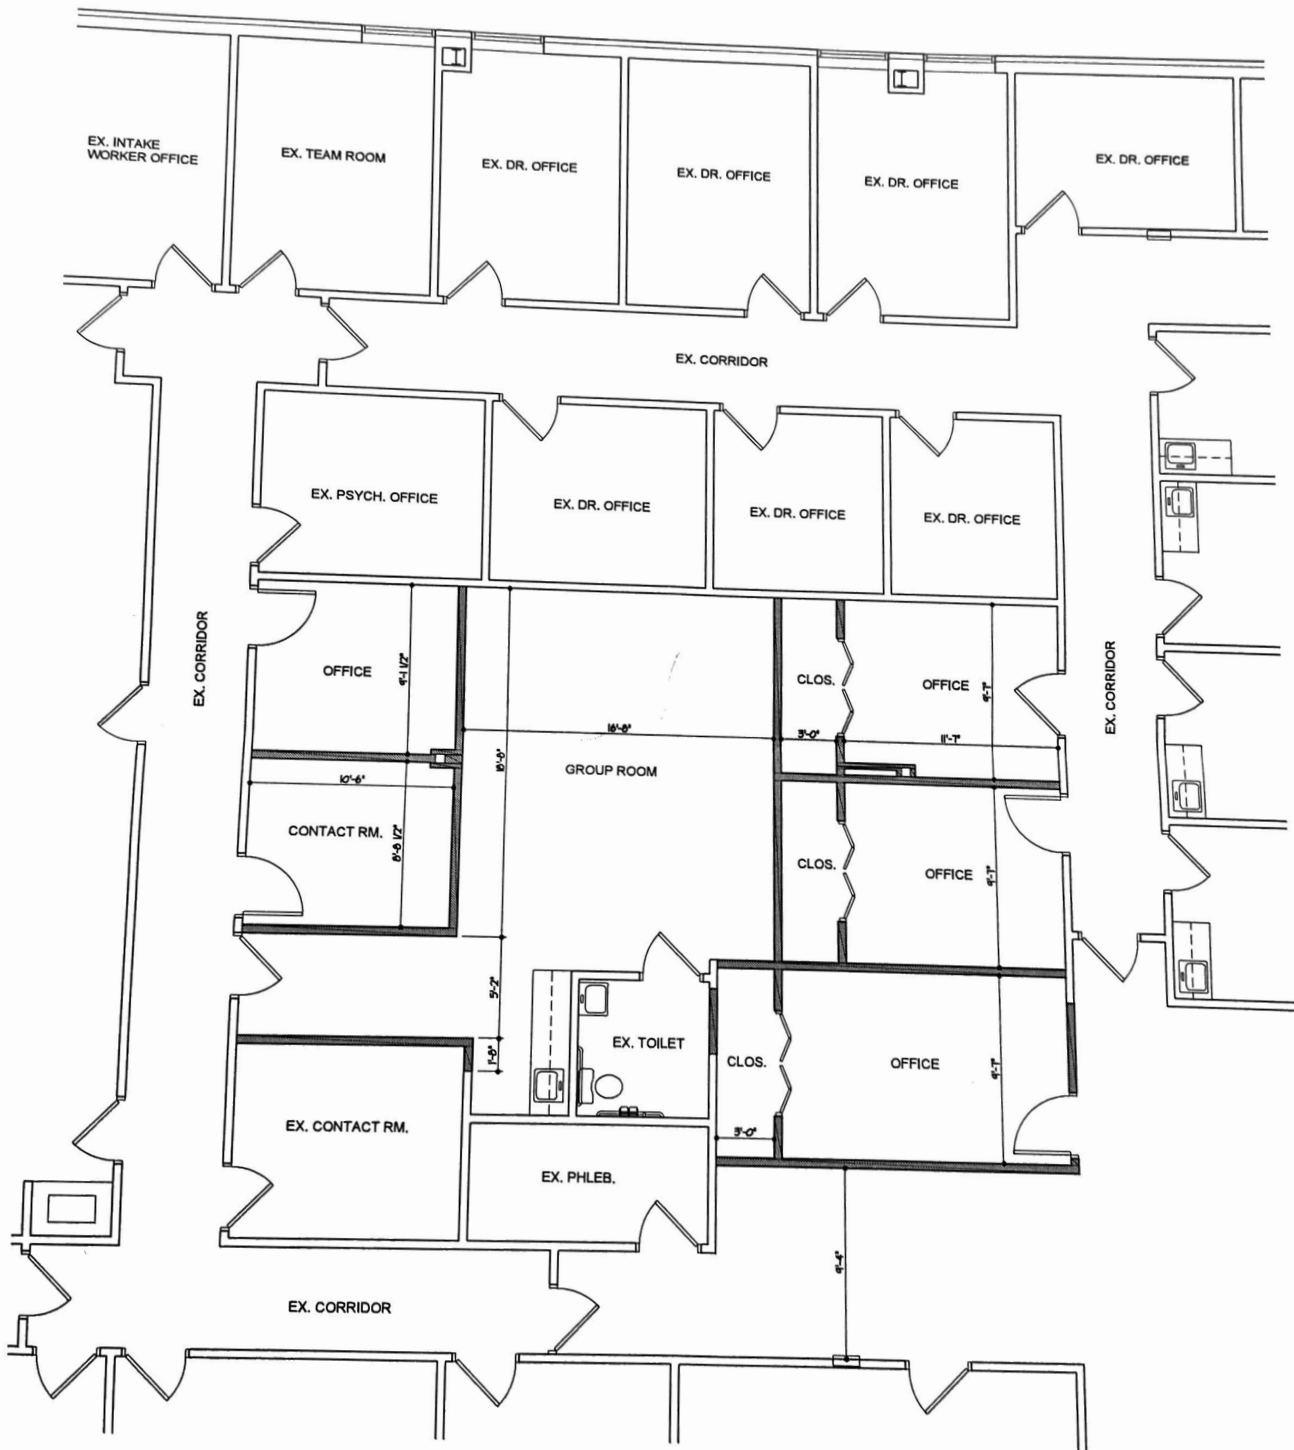 EX. INTAKE
WORKER OFFICE
EX. TEAM ROOM
EX. DR. OFFICE
EX. DR. OFFICE
EX. DR. OFFICE
EX. DR. OFFICE
EX. CORRIDOR
EX. PSYCH. OFFICE
EX. DR. OFFICE
EX. DR. OFFICE
EX. DR. OFFICE
EX. CORRIDOR
OFFICE
9'-1 1/2"
CLOS.
OFFICE
9'-7"
EX. CORRIDOR
16'-8"
3'-0"
11'-7"
18'-8"
GROUP ROOM
10'-6"
CONTACT RM.
8'-8 1/2"
CLOS.
OFFICE
9'-7"
5'-2"
1'-8"
EX. TOILET
CLOS.
OFFICE
9'-7"
EX. CONTACT RM.
3'-0"
EX. PHLEB.
9'-4"
EX. CORRIDOR